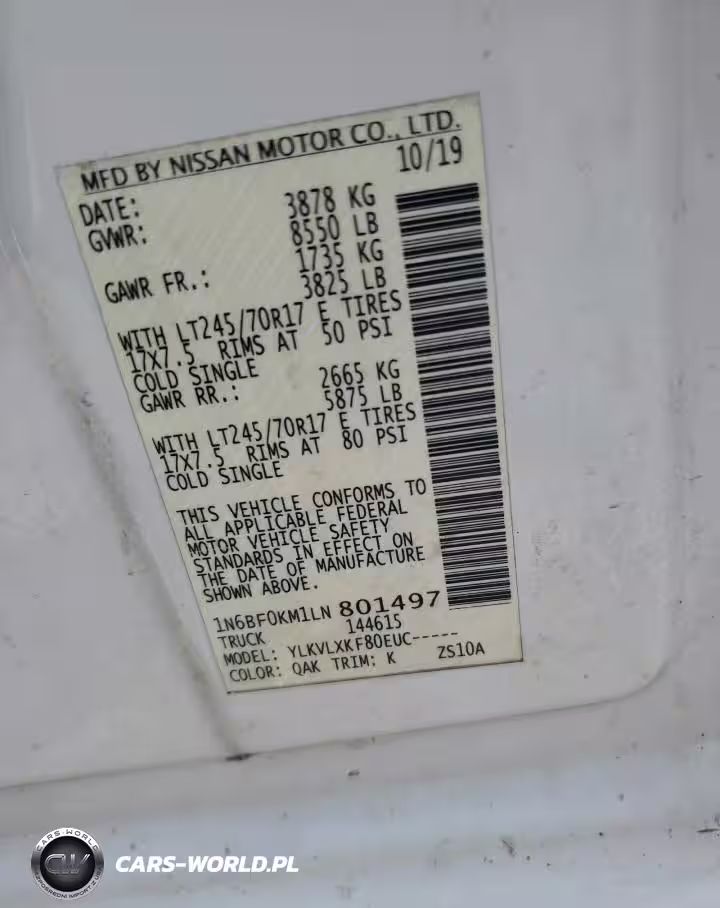 MFD BY NISSAN MOTOR CO., LTD.
DATE: 10/19
GVWR: 3878 KG
8550 LB
GAWR FR.: 1735 KG
3825 LB
WITH LT245/70R17 E TIRES
17X7.5 RIMS AT 50 PSI
COLD SINGLE
GAWR RR.: 2665 KG
5875 LB
WITH LT245/70R17 E TIRES
17X7.5 RIMS AT 80 PSI
COLD SINGLE
THIS VEHICLE CONFORMS TO
ALL APPLICABLE FEDERAL
MOTOR VEHICLE SAFETY
STANDARDS IN EFFECT ON
THE DATE OF MANUFACTURE
SHOWN ABOVE.
1N6BF0KM1LN 801497
TRUCK 144615
MODEL: YLKVLXKF80EUC-----
COLOR: QAK TRIM: K ZS10A
CARS-WORLD
CW
CARS-WORLD.PL